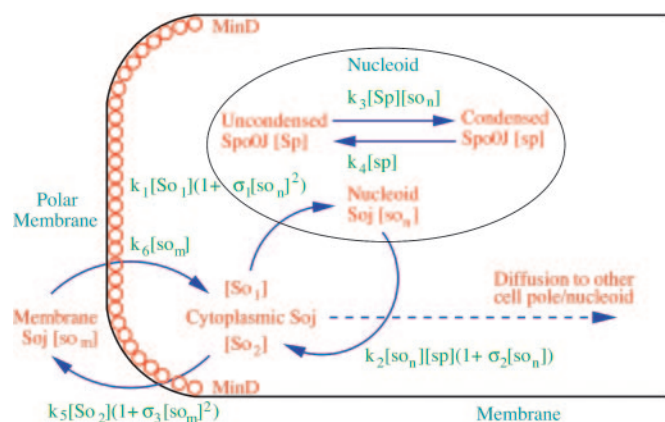 MinD
Nucleoid
k₃[Sp][soₙ]
Uncondensed
Spo0J [Sp]
Condensed
Spo0J [sp]
k₄[sp]
k₁[So₁](1+ σ₁[soₙ]²)
Polar
Membrane
Nucleoid
Soj [soₙ]
k₆[soₘ]
[So₁]
Cytoplasmic Soj
[So₂]
Diffusion to other
cell pole/nucleoid
Membrane
Soj [soₘ]
k₂[soₙ][sp](1+ σ₂[soₙ])
MinD
k₅[So₂](1+σ₃[soₘ]²)
Membrane